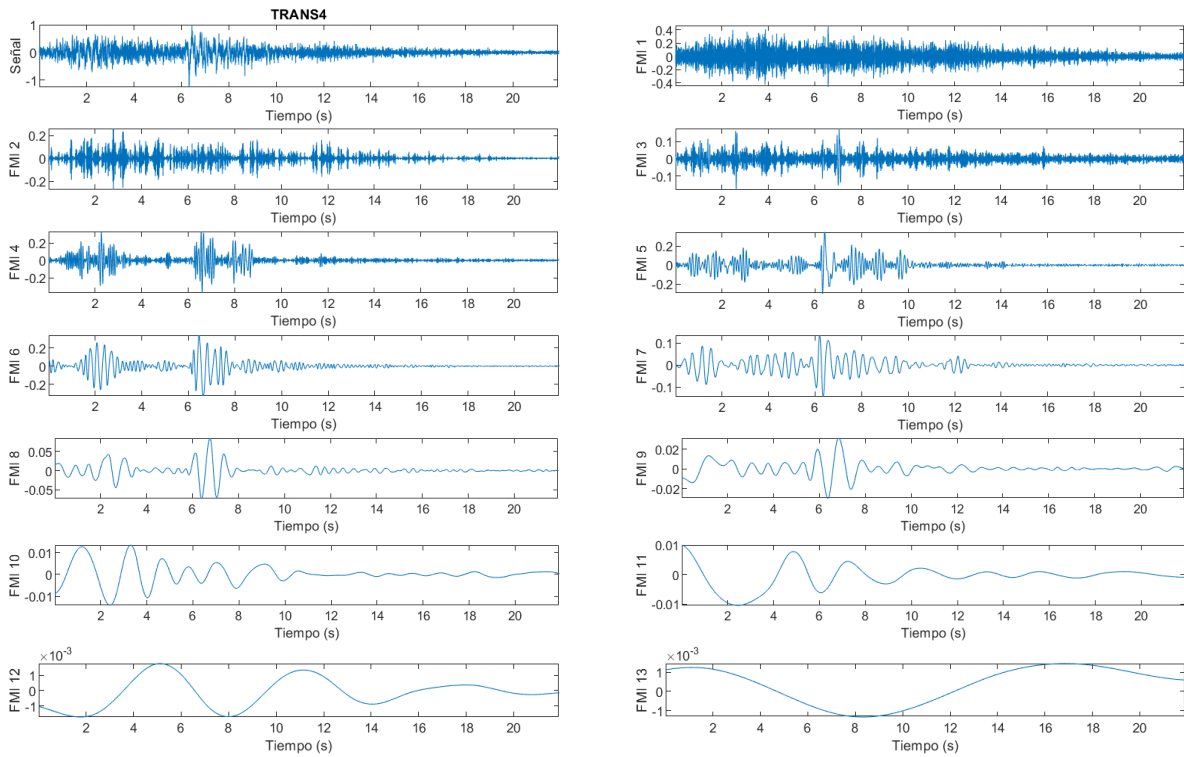 TRANS4
Señal
1
0
-1
2 4 6 8 10 12 14 16 18 20
Tiempo (s)
FMI 1
0.4
0.2
0
-0.2
-0.4
2 4 6 8 10 12 14 16 18 20
Tiempo (s)
FMI 2
0.2
0
-0.2
2 4 6 8 10 12 14 16 18 20
Tiempo (s)
FMI 3
0.1
0
-0.1
2 4 6 8 10 12 14 16 18 20
Tiempo (s)
FMI 4
0.2
0
-0.2
2 4 6 8 10 12 14 16 18 20
Tiempo (s)
FMI 5
0.2
0
-0.2
2 4 6 8 10 12 14 16 18 20
Tiempo (s)
FMI 6
0.2
0
-0.2
2 4 6 8 10 12 14 16 18 20
Tiempo (s)
FMI 7
0.1
0
-0.1
2 4 6 8 10 12 14 16 18 20
Tiempo (s)
FMI 8
0.05
0
-0.05
2 4 6 8 10 12 14 16 18 20
Tiempo (s)
FMI 9
0.02
0
-0.02
2 4 6 8 10 12 14 16 18 20
Tiempo (s)
FMI 10
0.01
0
-0.01
2 4 6 8 10 12 14 16 18 20
Tiempo (s)
FMI 11
0.01
0
-0.01
2 4 6 8 10 12 14 16 18 20
Tiempo (s)
×10⁻³
FMI 12
1
0
-1
2 4 6 8 10 12 14 16 18 20
Tiempo (s)
×10⁻³
FMI 13
1
0
-1
2 4 6 8 10 12 14 16 18 20
Tiempo (s)